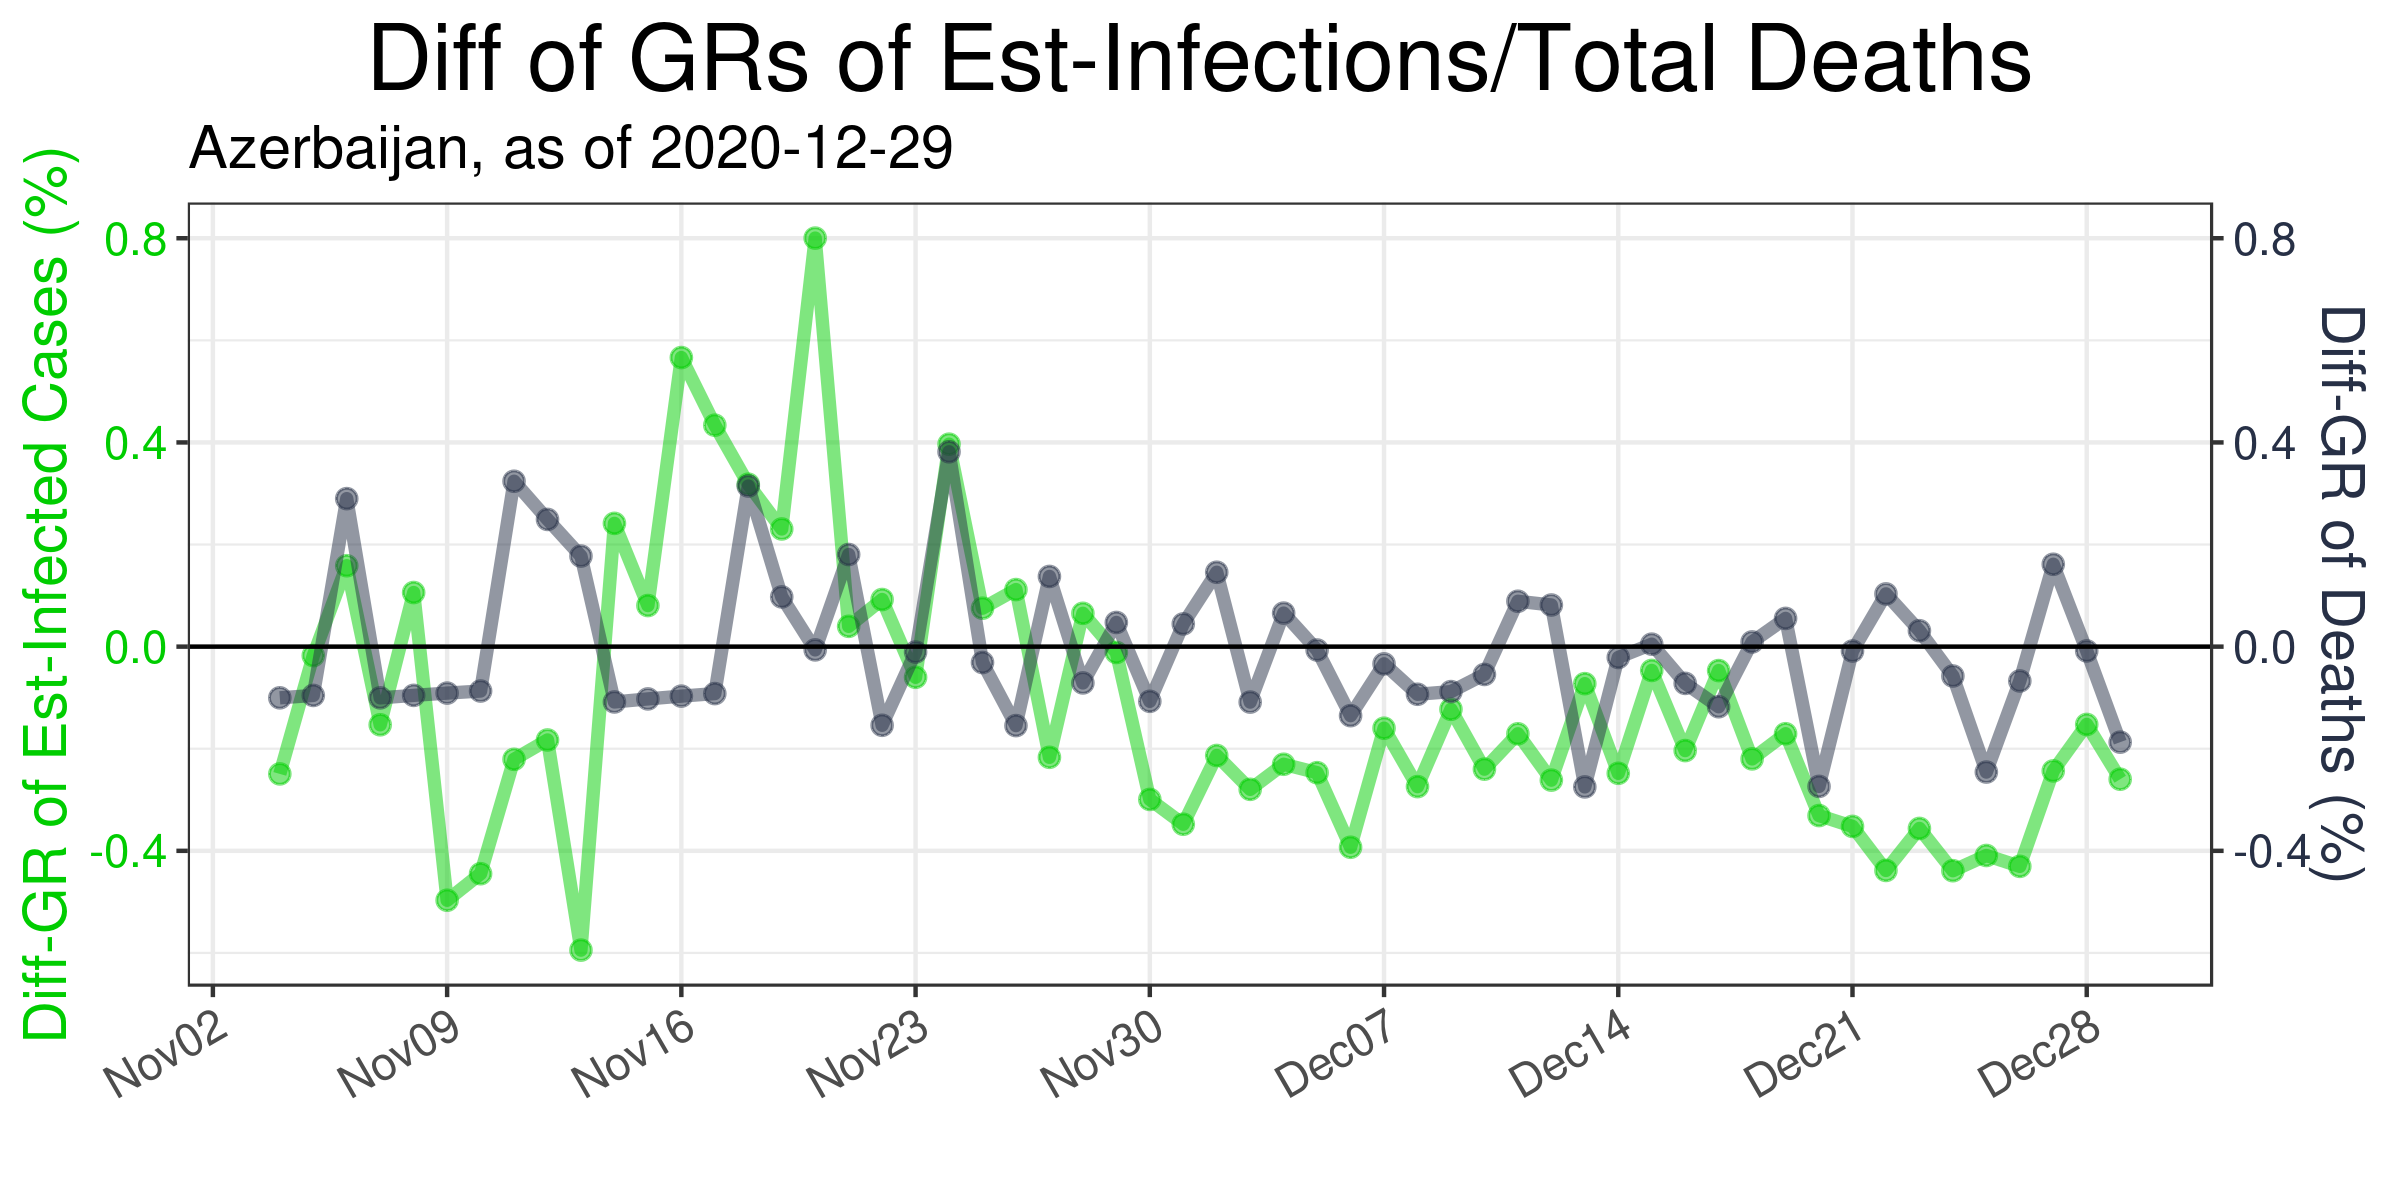 Diff of GRs of Est-Infections/Total Deaths
Azerbaijan, as of 2020-12-29
Diff-GR of Est-Infected Cases (%)
0.8
0.4
0.0
-0.4
0.8
0.4
0.0
-0.4
Diff-GR of Deaths (%)
Nov02
Nov09
Nov16
Nov23
Nov30
Dec07
Dec14
Dec21
Dec28